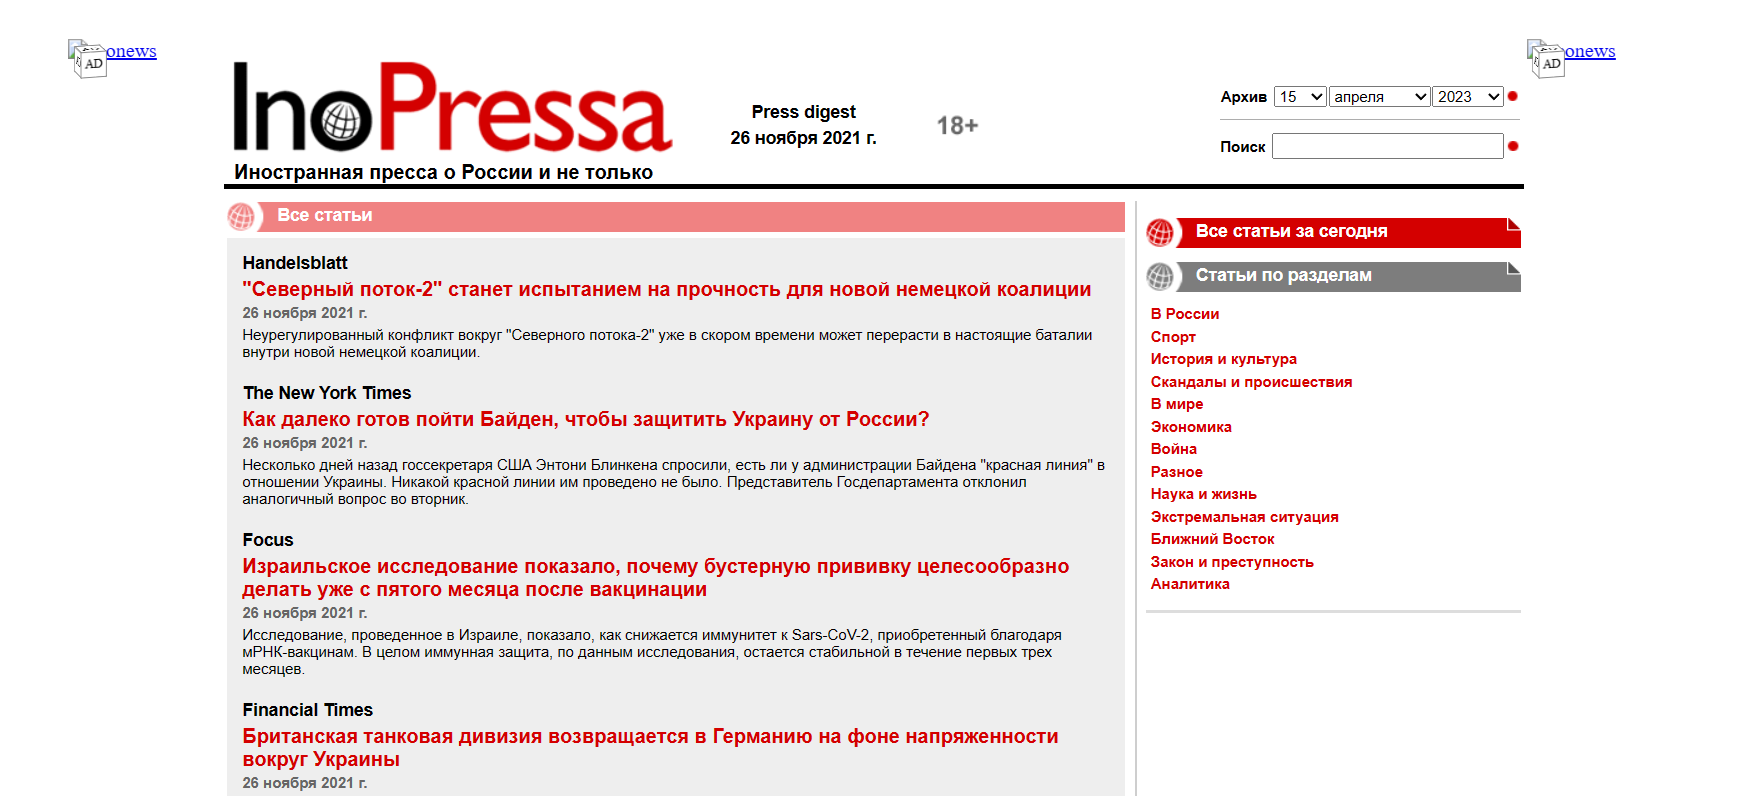 onews
AD
onews
AD
InoPressa
Иностранная пресса о России и не только
Press digest
26 ноября 2021 г.
18+
Архив 15 апреля 2023
Поиск
Все статьи
Handelsblatt
"Северный поток-2" станет испытанием на прочность для новой немецкой коалиции
26 ноября 2021 г.
Неурегулированный конфликт вокруг "Северного потока-2" уже в скором времени может перерасти в настоящие баталии
внутри новой немецкой коалиции.
The New York Times
Как далеко готов пойти Байден, чтобы защитить Украину от России?
26 ноября 2021 г.
Несколько дней назад госсекретаря США Энтони Блинкена спросили, есть ли у администрации Байдена "красная линия" в
отношении Украины. Никакой красной линии им проведено не было. Представитель Госдепартамента отклонил
аналогичный вопрос во вторник.
Focus
Израильское исследование показало, почему бустерную прививку целесообразно
делать уже с пятого месяца после вакцинации
26 ноября 2021 г.
Исследование, проведенное в Израиле, показало, как снижается иммунитет к Sars-CoV-2, приобретенный благодаря
мРНК-вакцинам. В целом иммунная защита, по данным исследования, остается стабильной в течение первых трех
месяцев.
Financial Times
Британская танковая дивизия возвращается в Германию на фоне напряженности
вокруг Украины
26 ноября 2021 г.
Все статьи за сегодня
Статьи по разделам
В России
Спорт
История и культура
Скандалы и происшествия
В мире
Экономика
Война
Разное
Наука и жизнь
Экстремальная ситуация
Ближний Восток
Закон и преступность
Аналитика